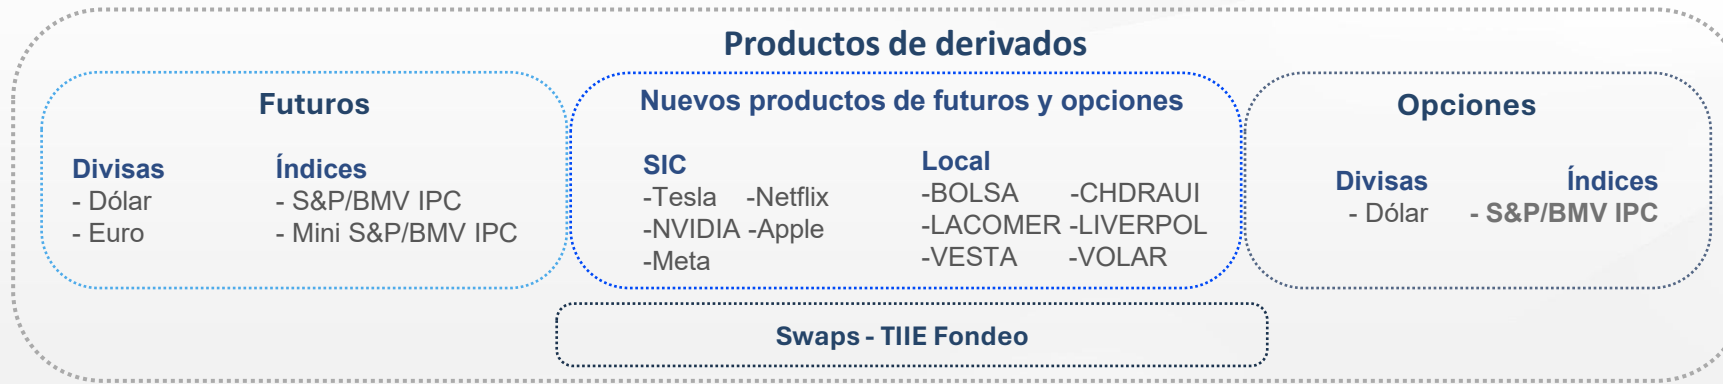 Productos de derivados
Futuros
Divisas
- Dólar
- Euro
Índices
- S&P/BMV IPC
- Mini S&P/BMV IPC
Nuevos productos de futuros y opciones
SIC
-Tesla -Netflix
-NVIDIA -Apple
-Meta
Local
-BOLSA -CHDRAUI
-LACOMER -LIVERPOL
-VESTA -VOLAR
Opciones
Divisas
- Dólar
Índices
- S&P/BMV IPC
Swaps - TIIE Fondeo